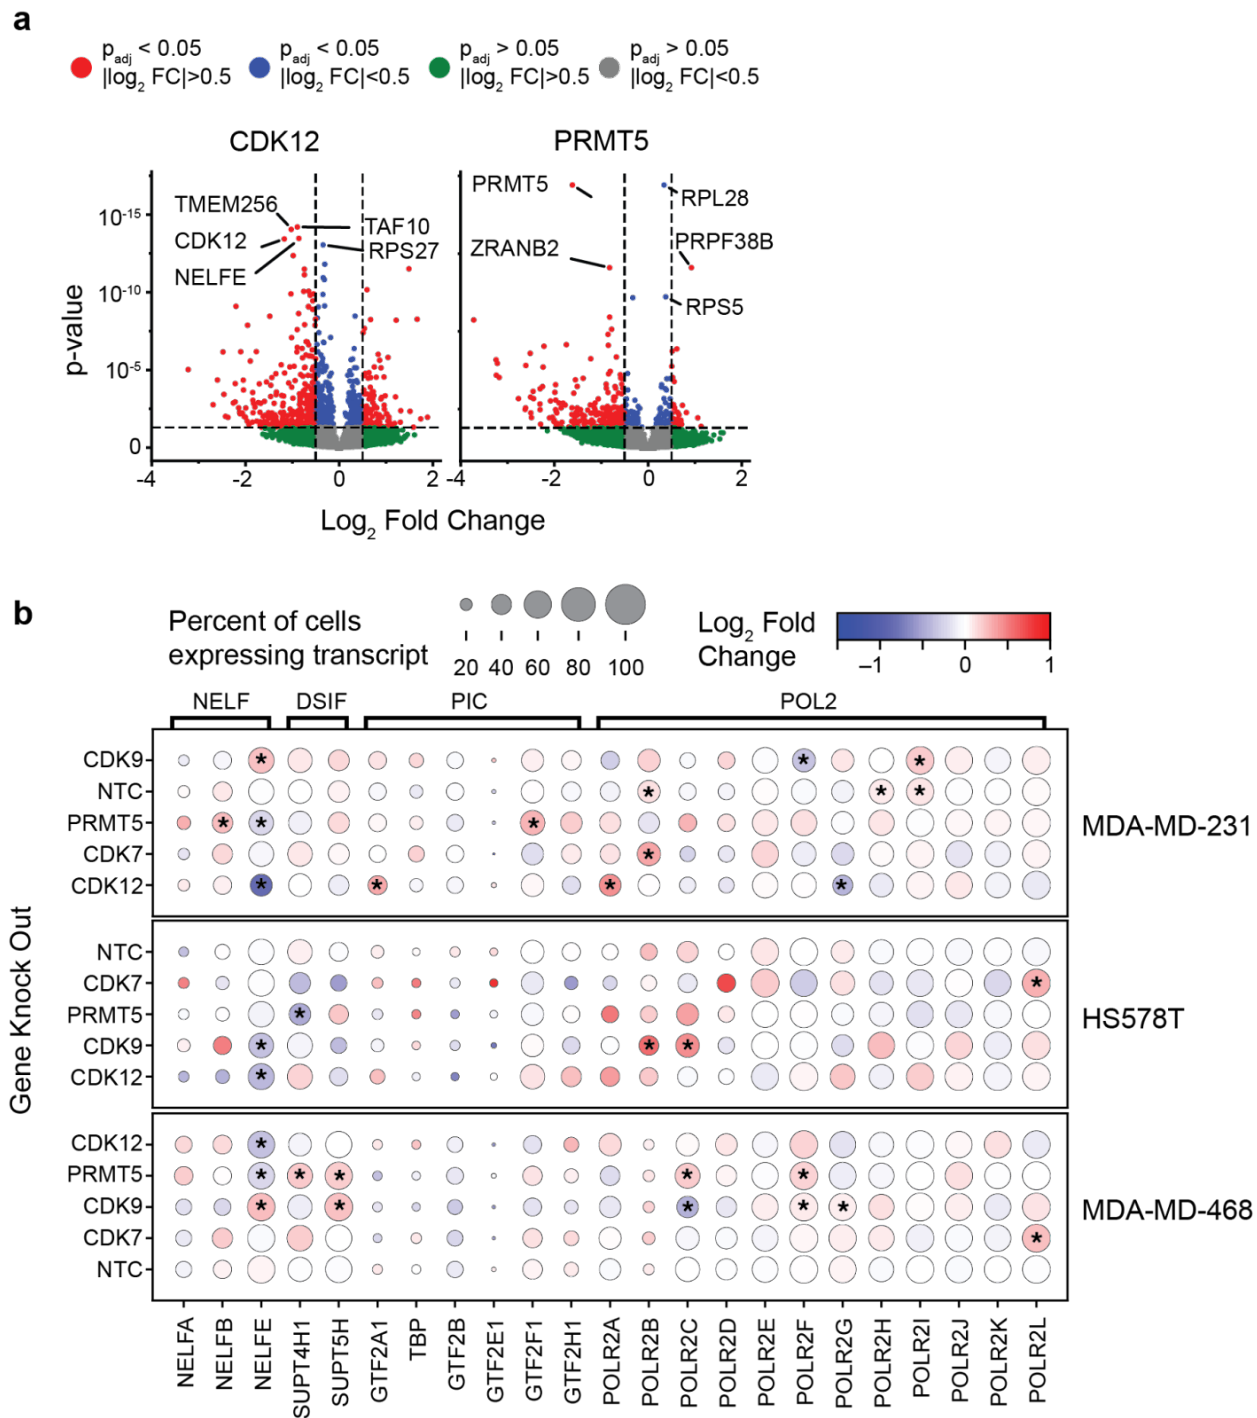 a
p_adj < 0.05
|log₂ FC|>0.5
p_adj < 0.05
|log₂ FC|<0.5
p_adj > 0.05
|log₂ FC|>0.5
p_adj > 0.05
|log₂ FC|<0.5
CDK12
PRMT5
TMEM256
CDK12
NELFE
TAF10
RPS27
PRMT5
ZRANB2
RPL28
PRPF38B
RPS5
p-value
10⁻¹⁵
10⁻¹⁰
10⁻⁵
0
-4 -2 0 2
-4 -2 0 2
Log₂ Fold Change
b
Percent of cells
expressing transcript
20 40 60 80 100
Log₂ Fold
Change
–1 0 1
NELF DSIF PIC POL2
Gene Knock Out
CDK9 * * *
NTC * * *
PRMT5 * * *
CDK7 *
CDK12 * * * *
MDA-MD-231
NTC
CDK7 *
PRMT5 *
CDK9 * * *
CDK12 *
HS578T
CDK12 *
PRMT5 * * * * *
CDK9 * * * * *
CDK7 *
NTC
MDA-MD-468
NELFA
NELFB
NELFE
SUPT4H1
SUPT5H
GTF2A1
TBP
GTF2B
GTF2E1
GTF2F1
GTF2H1
POLR2A
POLR2B
POLR2C
POLR2D
POLR2E
POLR2F
POLR2G
POLR2H
POLR2I
POLR2J
POLR2K
POLR2L